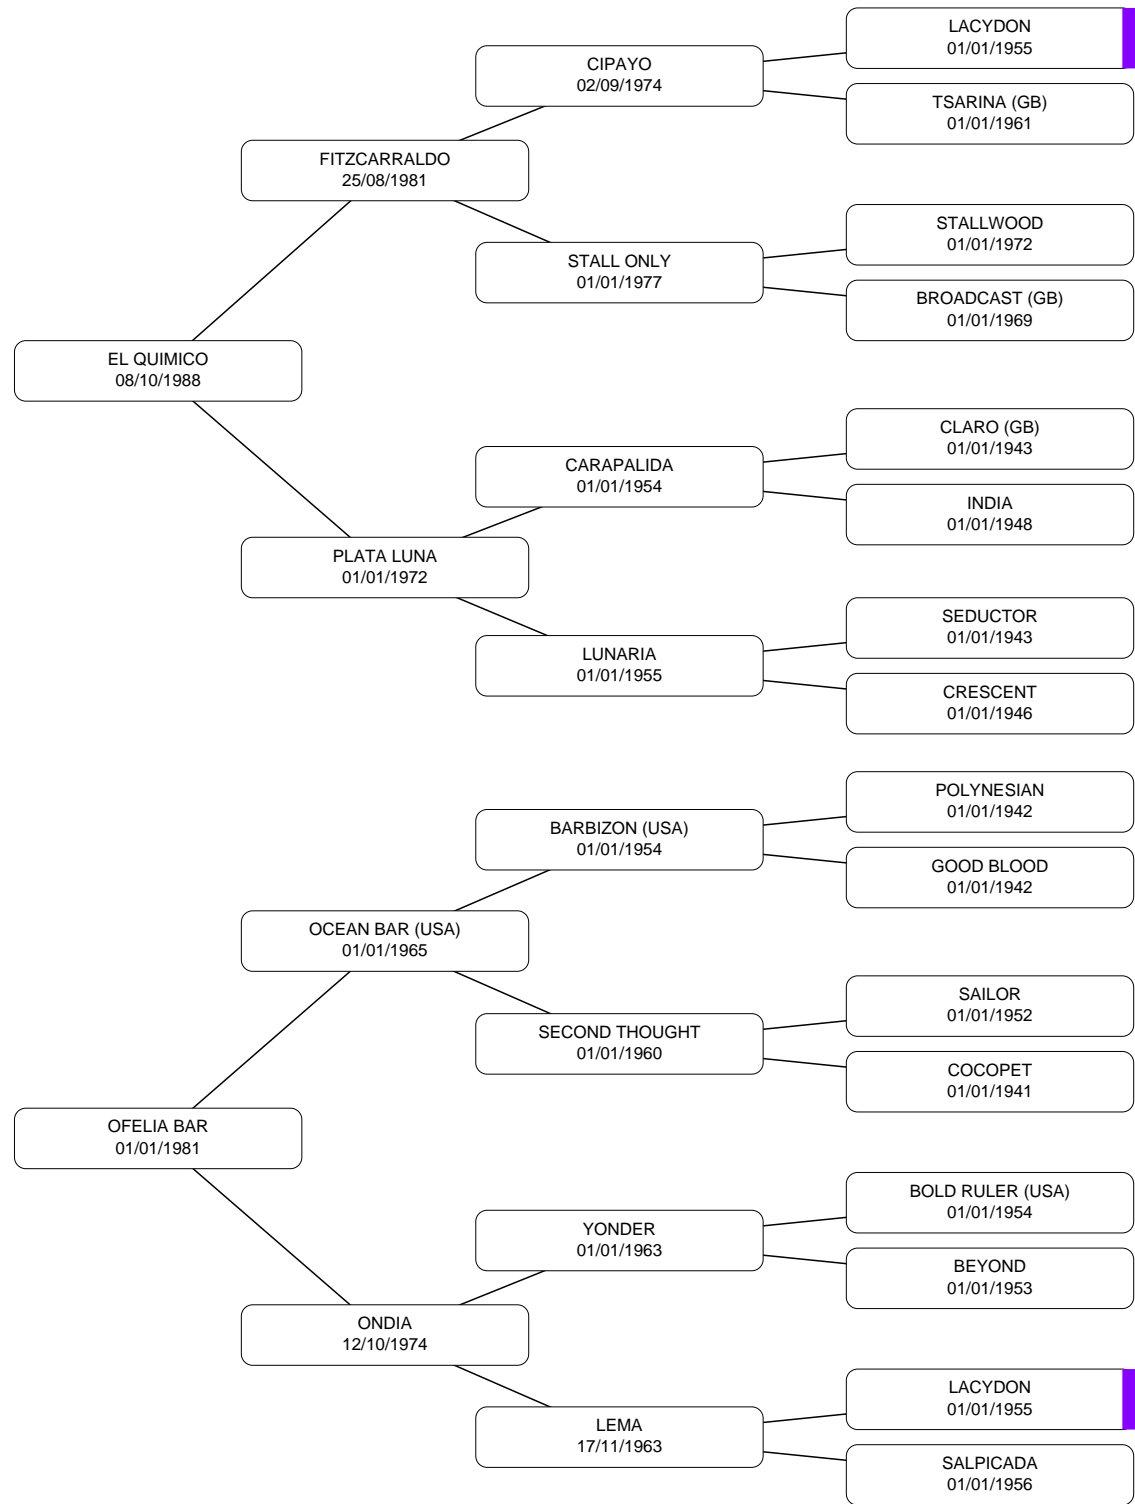 LACYDON
01/01/1955
CIPAYO
02/09/1974
TSARINA (GB)
01/01/1961
FITZCARRALDO
25/08/1981
STALLWOOD
01/01/1972
STALL ONLY
01/01/1977
BROADCAST (GB)
01/01/1969
EL QUIMICO
08/10/1988
CLARO (GB)
01/01/1943
CARAPALIDA
01/01/1954
INDIA
01/01/1948
PLATA LUNA
01/01/1972
SEDUCTOR
01/01/1943
LUNARIA
01/01/1955
CRESCENT
01/01/1946
POLYNESIAN
01/01/1942
BARBIZON (USA)
01/01/1954
GOOD BLOOD
01/01/1942
OCEAN BAR (USA)
01/01/1965
SAILOR
01/01/1952
SECOND THOUGHT
01/01/1960
COCOPET
01/01/1941
OFELIA BAR
01/01/1981
BOLD RULER (USA)
01/01/1954
YONDER
01/01/1963
BEYOND
01/01/1953
ONDIA
12/10/1974
LACYDON
01/01/1955
LEMA
17/11/1963
SALPICADA
01/01/1956